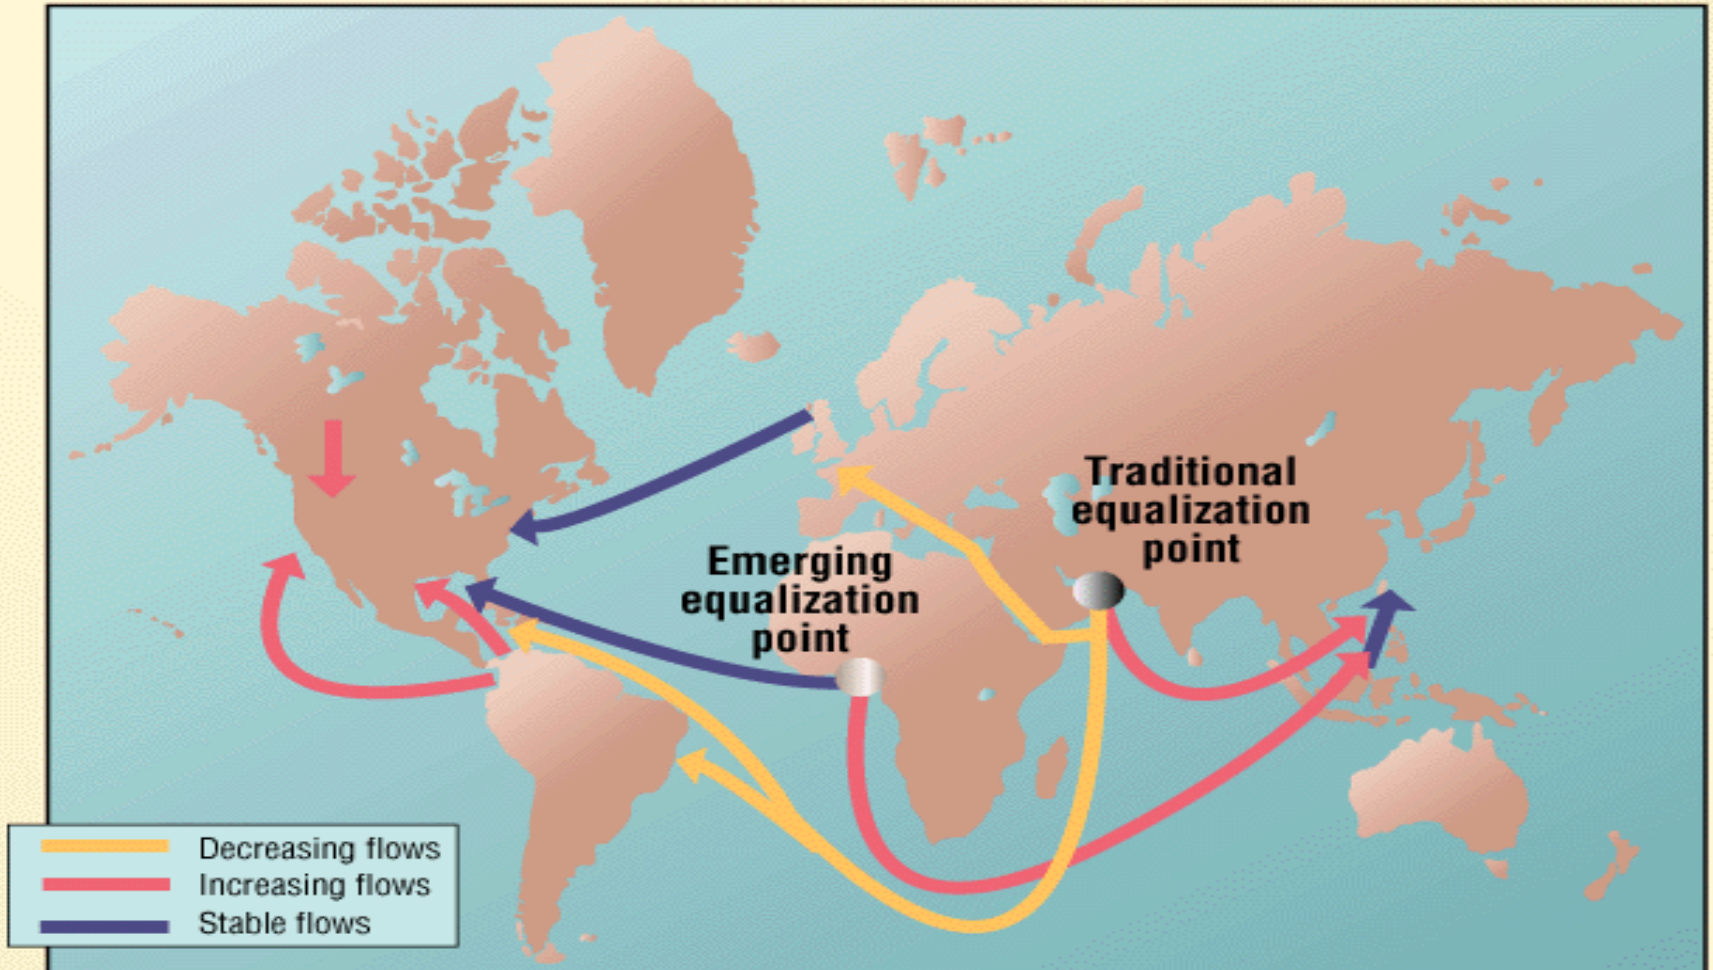 Traditional
equalization
point
Emerging
equalization
point
Decreasing flows
Increasing flows
Stable flows